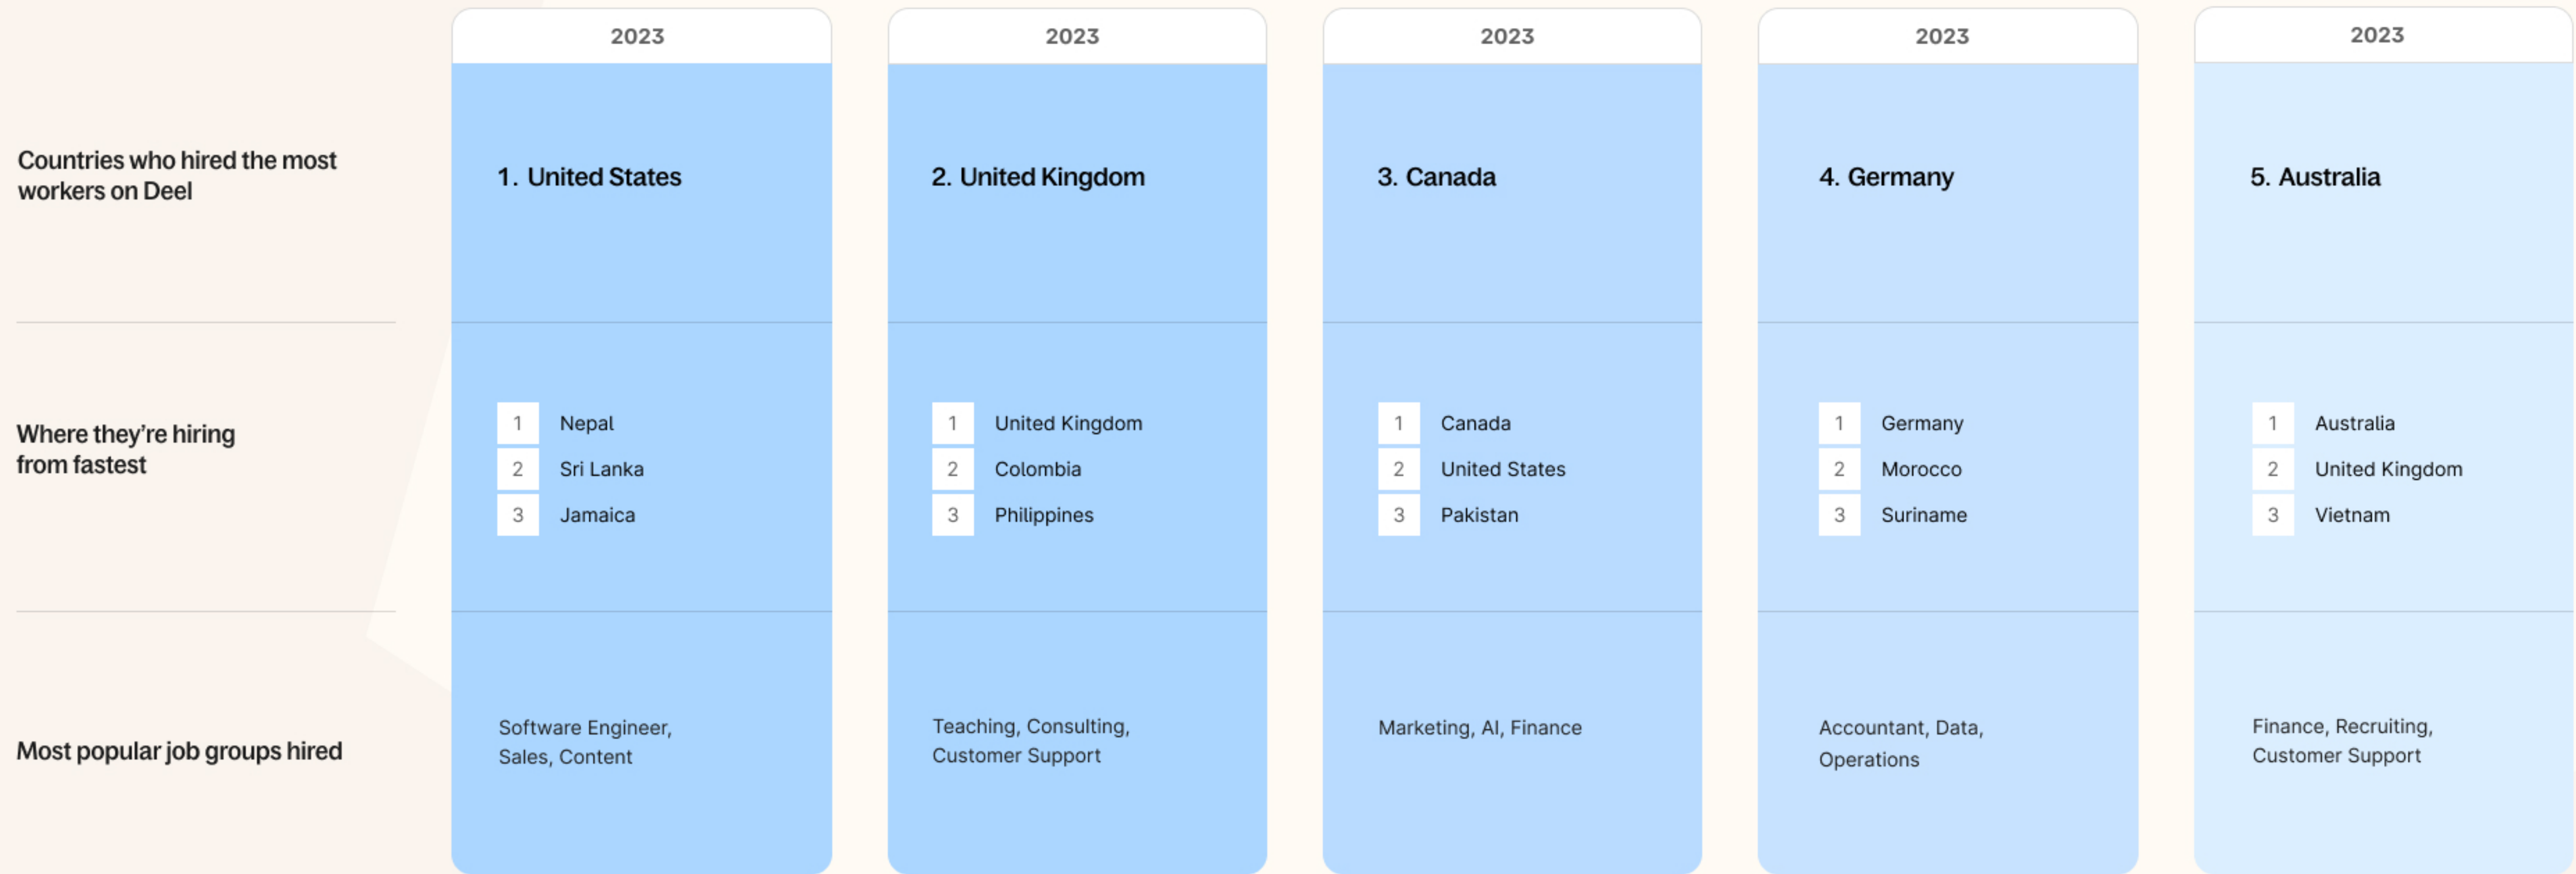 2023
2023
2023
2023
2023
Countries who hired the most
workers on Deel
1. United States
2. United Kingdom
3. Canada
4. Germany
5. Australia
Where they're hiring
from fastest
1 Nepal
2 Sri Lanka
3 Jamaica
1 United Kingdom
2 Colombia
3 Philippines
1 Canada
2 United States
3 Pakistan
1 Germany
2 Morocco
3 Suriname
1 Australia
2 United Kingdom
3 Vietnam
Most popular job groups hired
Software Engineer,
Sales, Content
Teaching, Consulting,
Customer Support
Marketing, AI, Finance
Accountant, Data,
Operations
Finance, Recruiting,
Customer Support